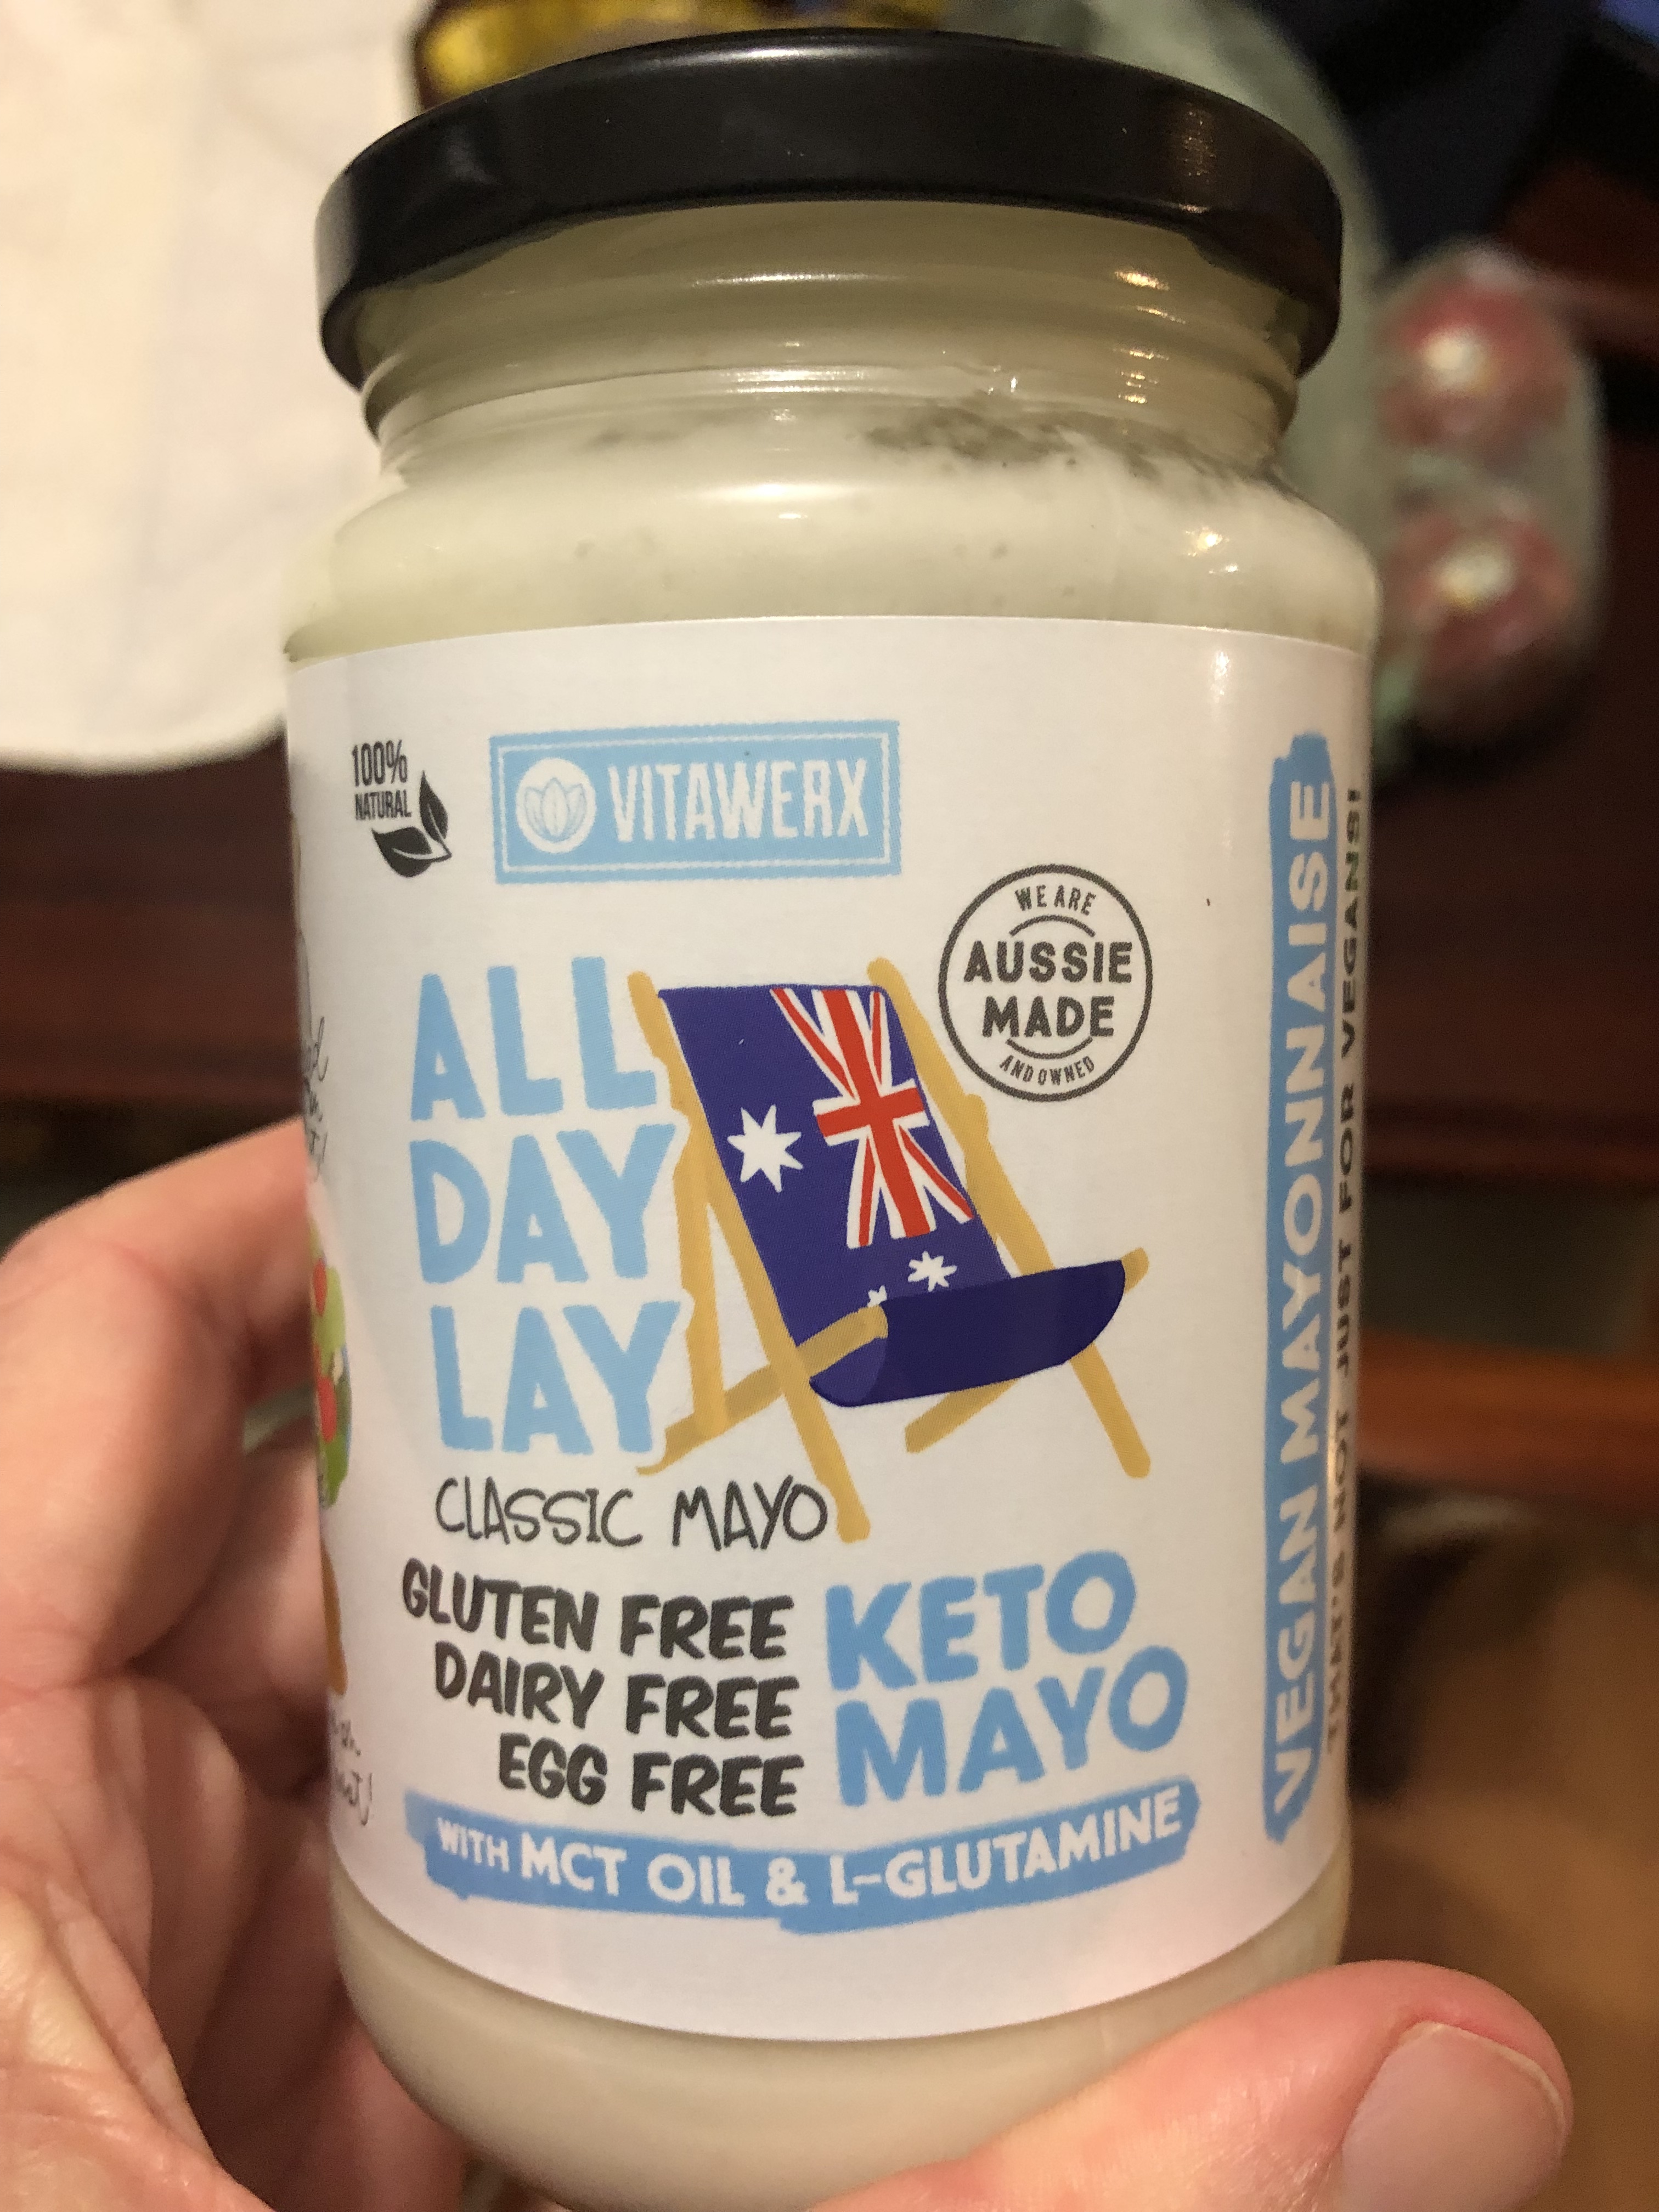 100%
NATURAL
VITAWERX
WE ARE
AUSSIE
MADE
AND OWNED
ALL
DAY
LAY
CLASSIC MAYO
GLUTEN FREE
DAIRY FREE
EGG FREE
KETO
MAYO
WITH MCT OIL & L-GLUTAMINE
VEGAN MAYONNAISE
THAT'S NOT JUST FOR VEGANS!